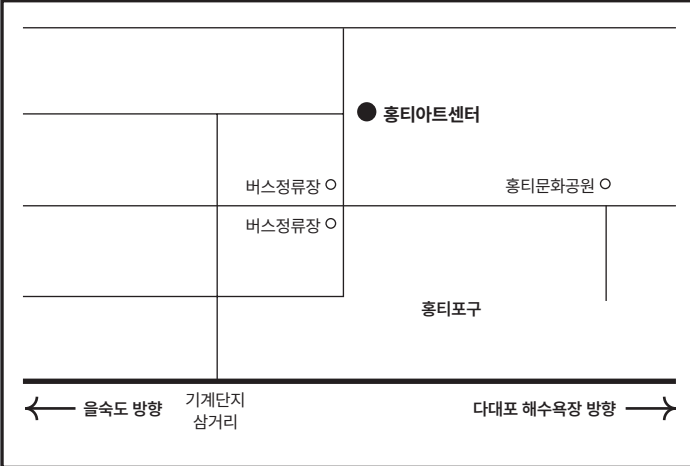 홍티아트센터
버스정류장
홍티문화공원
버스정류장
홍티포구
을숙도 방향
기계단지
삼거리
다대포 해수욕장 방향